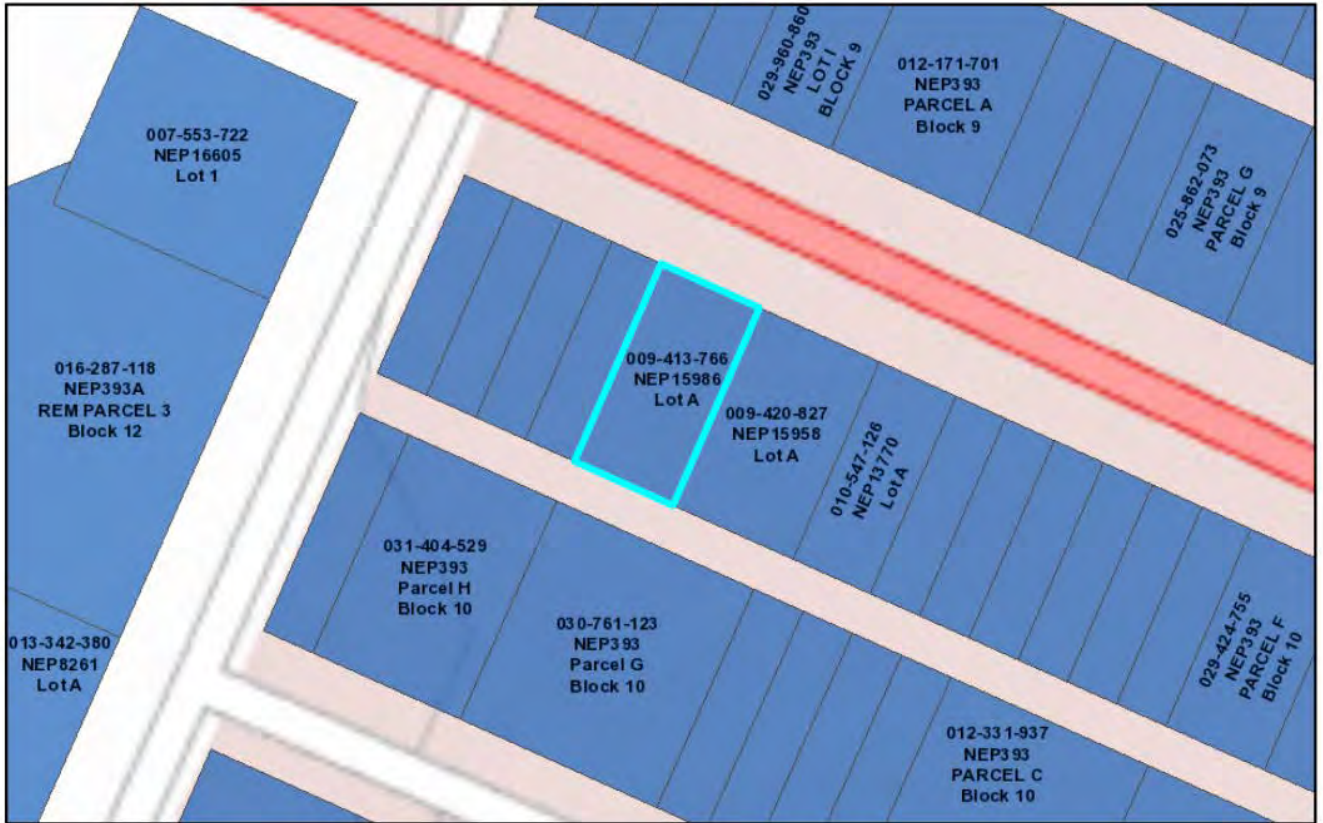 029-960-860
NEP393
LOT I
BLOCK 9
012-171-701
NEP393
PARCEL A
Block 9
007-553-722
NEP16605
Lot 1
025-862-073
NEP393
PARCEL G
Block 9
016-287-118
NEP393A
REM PARCEL 3
Block 12
009-413-766
NEP15986
Lot A
009-420-827
NEP15958
Lot A
010-547-126
NEP13770
Lot A
031-404-529
NEP393
Parcel H
Block 10
030-761-123
NEP393
Parcel G
Block 10
013-342-380
NEP8261
Lot A
029-424-755
NEP393
PARCEL F
Block 10
012-331-937
NEP393
PARCEL C
Block 10